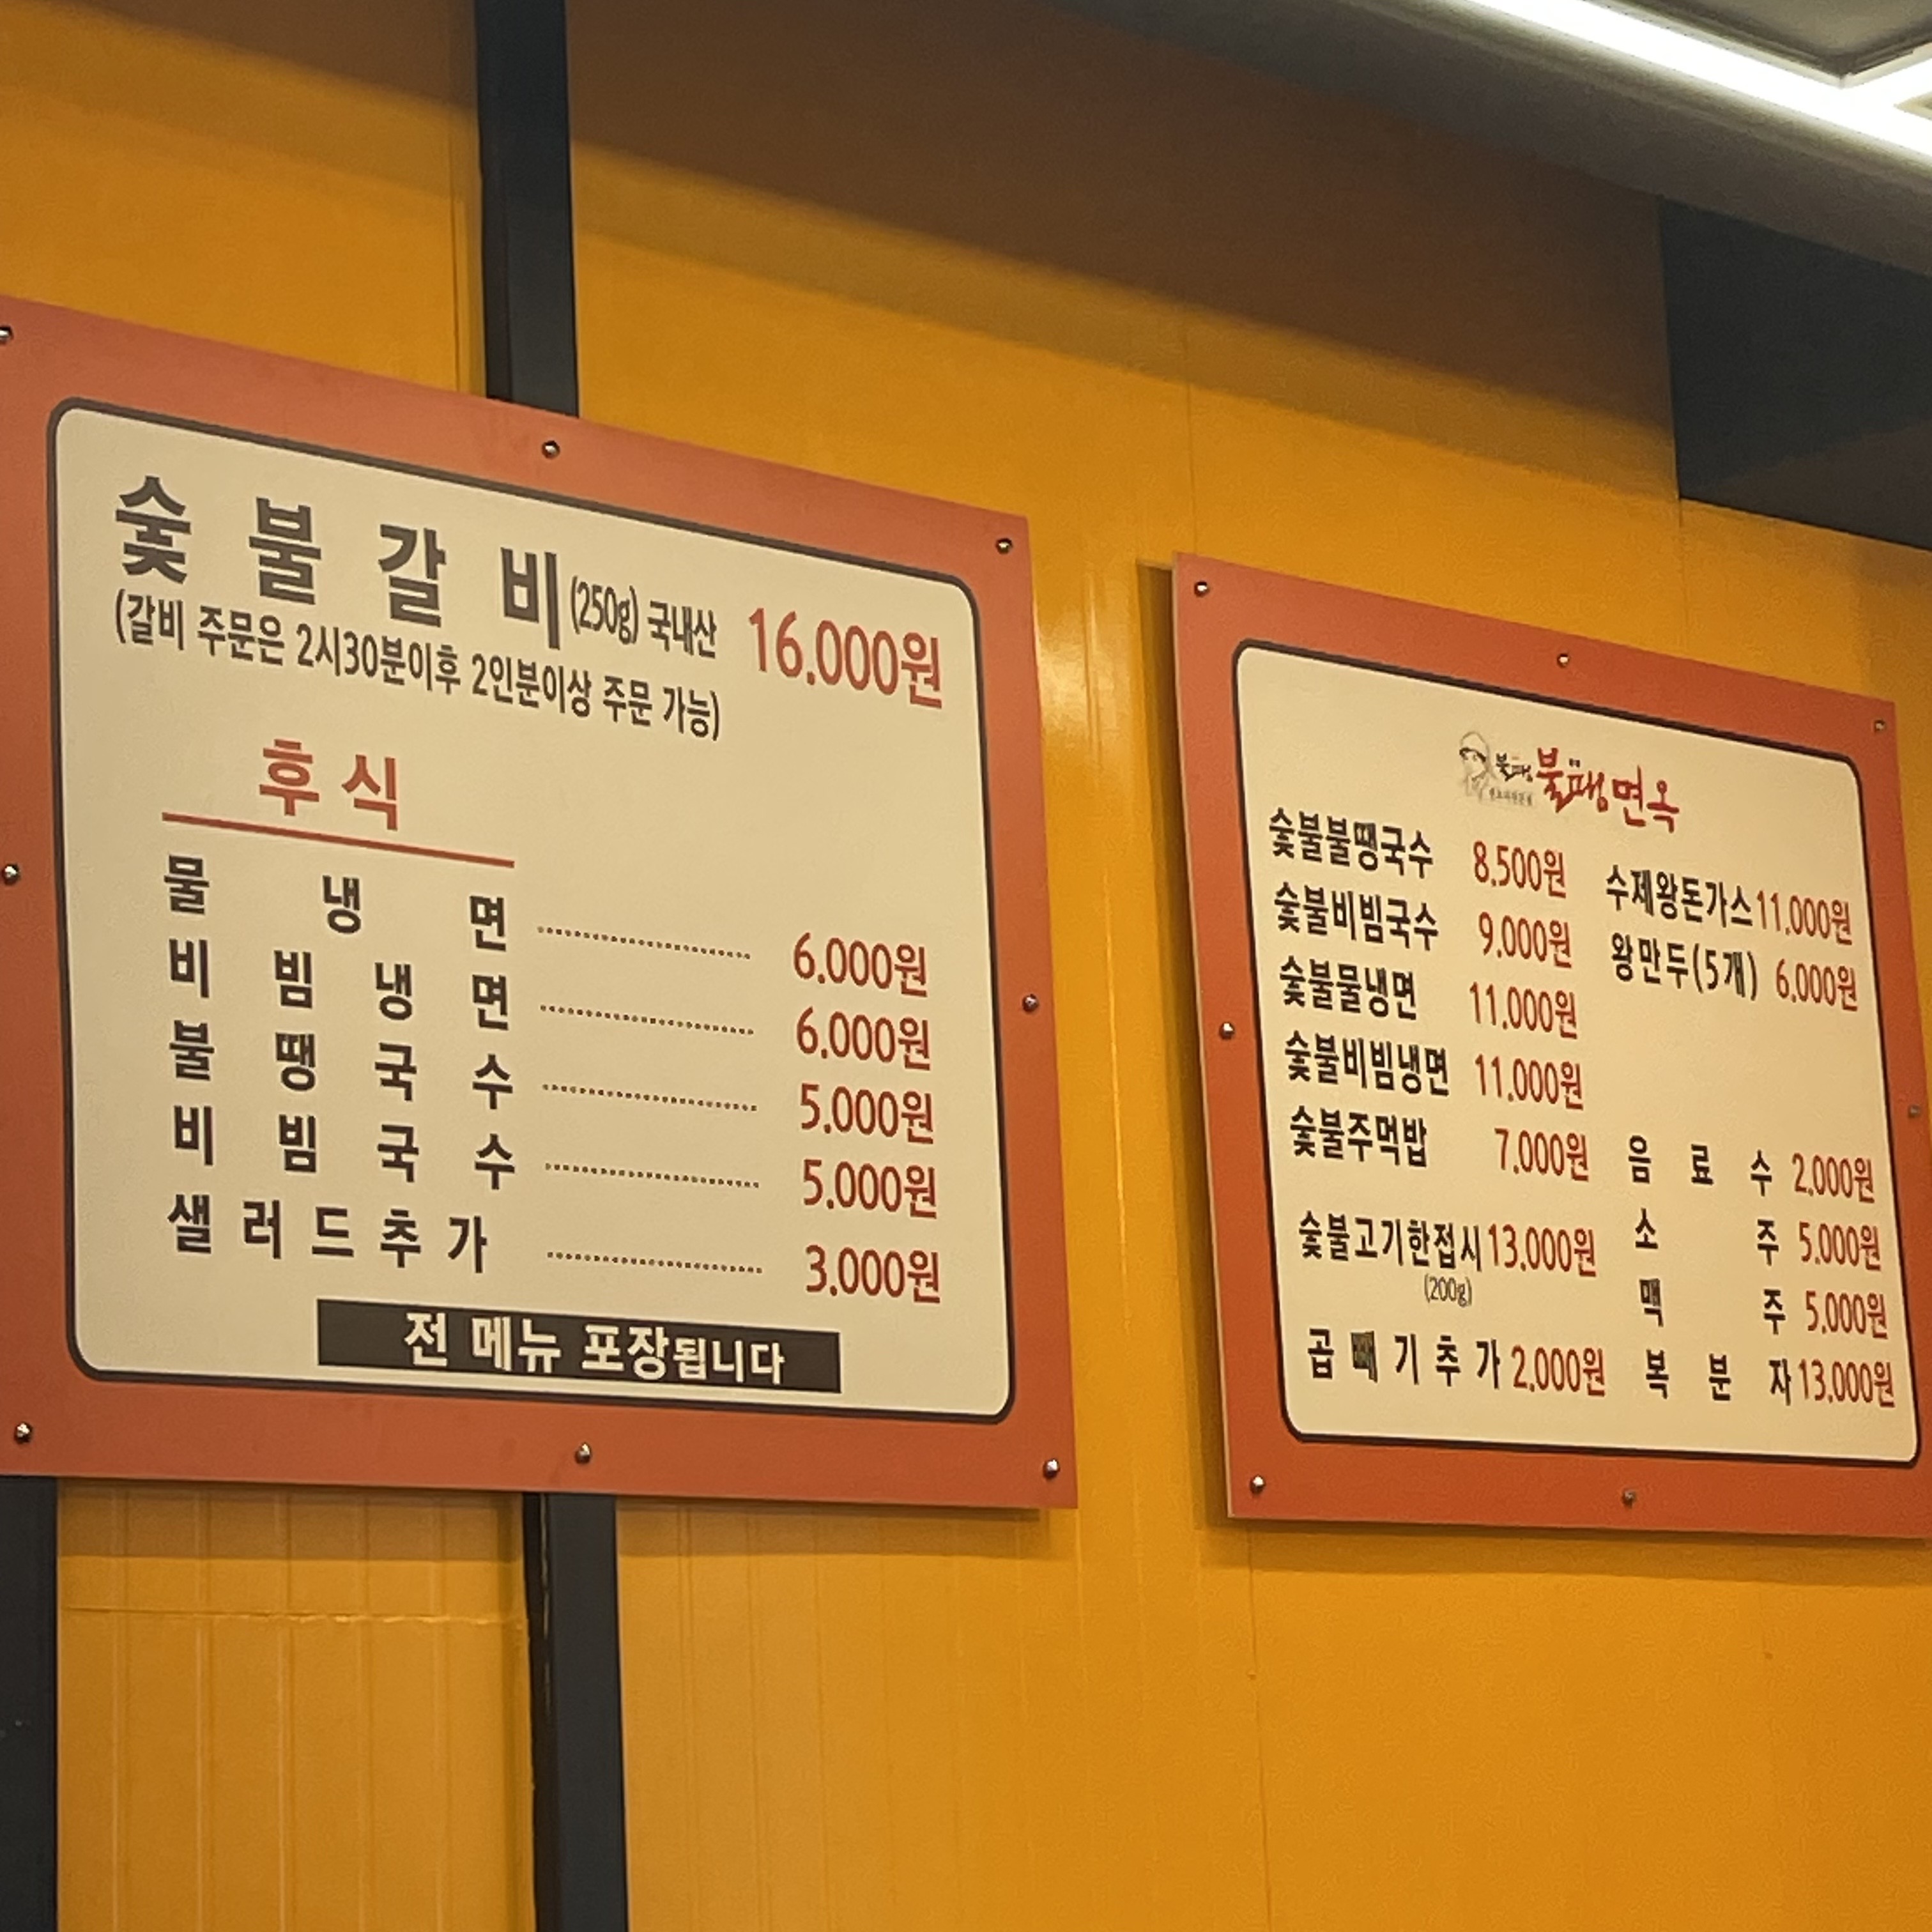 숯불갈비(250g) 국내산 16.000원
(갈비 주문은 2시30분이후 2인분이상 주문 가능)
후식
물냉면 6.000원
비빔냉면 6.000원
불땡국수 5.000원
비빔국수 5.000원
샐러드추가 3.000원
전 메뉴 포장됩니다
불땡 불땡면옥
숯불불땡국수 8.500원
숯불비빔국수 9.000원
숯불물냉면 11.000원
숯불비빔냉면 11.000원
숯불주먹밥 7.000원
숯불고기한접시 13.000원
(200g)
곱빼기추가 2.000원
수제왕돈가스 11.000원
왕만두(5개) 6.000원
음료수 2.000원
소주 5.000원
맥주 5.000원
복분자 13.000원